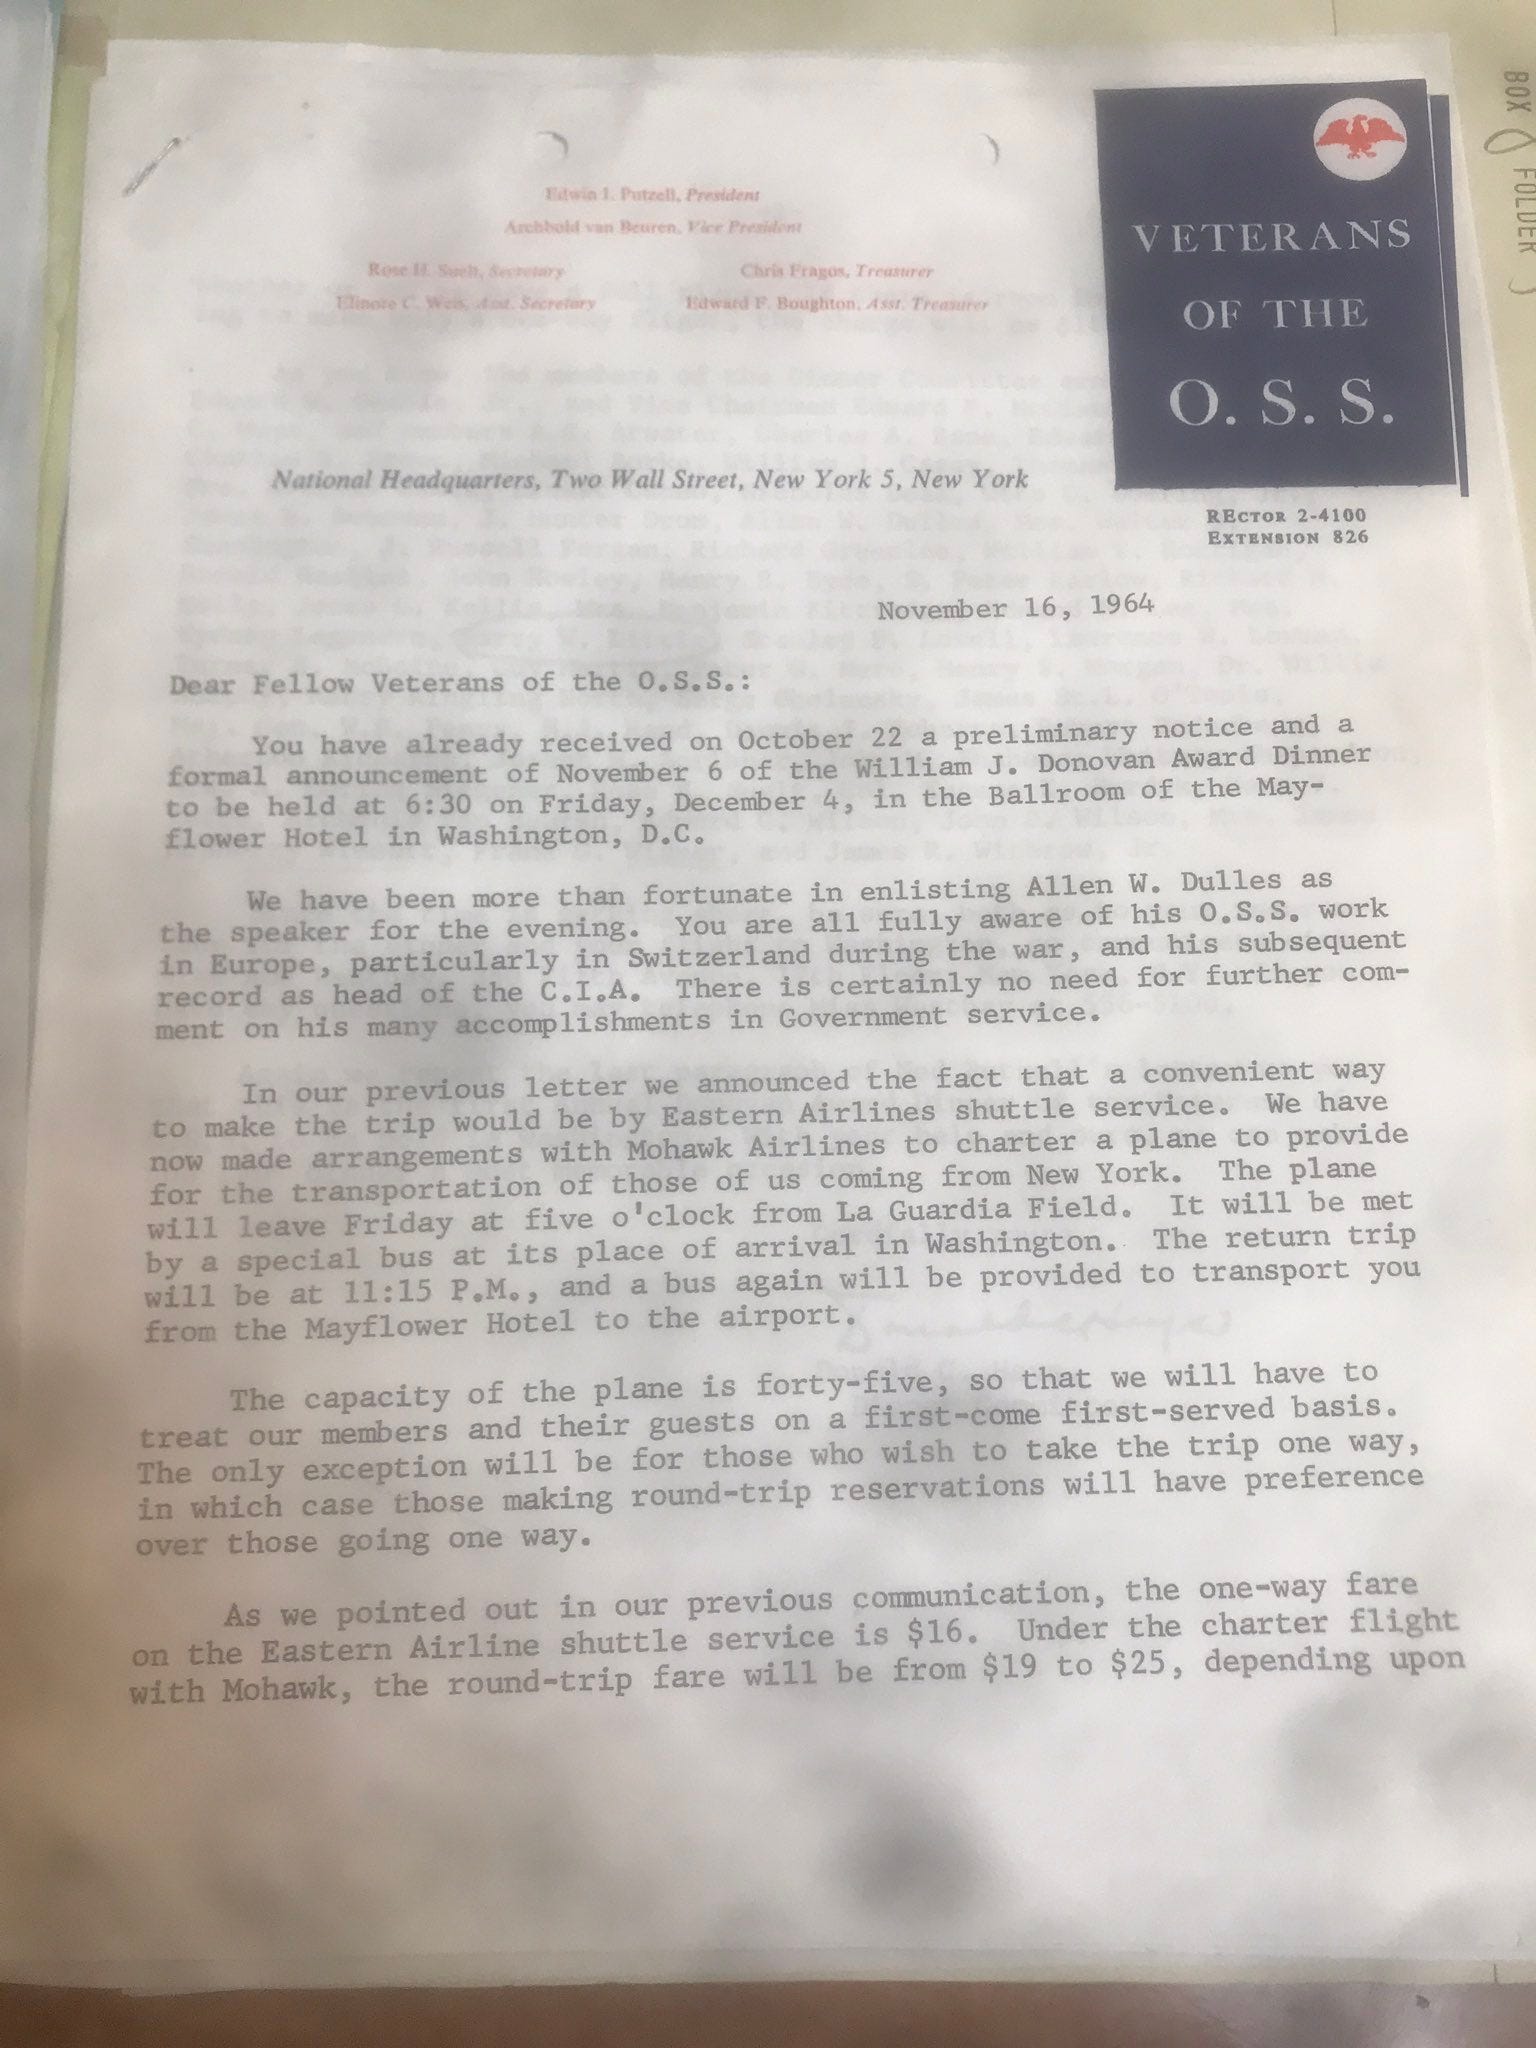 Edwin J. Putzell, President
Archbold van Beuren, Vice President
Secretary
Chris Fragos, Treasurer
Elinore C. Asst. Secretary
Edward F. Boughton, Asst. Treasurer
VETERANS
OF THE
O. S. S.
BOX 8 FOLDER
National Headquarters, Two Wall Street, New York 5, New York
RECTOR 2-4100
EXTENSION 826
November 16, 1964
Dear Fellow Veterans of the O.S.S.:
You have already received on October 22 a preliminary notice and a
formal announcement of November 6 of the William J. Donovan Award Dinner
to be held at 6:30 on Friday, December 4, in the Ballroom of the May-
flower Hotel in Washington, D.C.
We have been more than fortunate in enlisting Allen W. Dulles as
the speaker for the evening. You are all fully aware of his O.S.S. work
in Europe, particularly in Switzerland during the war, and his subsequent
record as head of the C.I.A. There is certainly no need for further com-
ment on his many accomplishments in Government service.
In our previous letter we announced the fact that a convenient way
to make the trip would be by Eastern Airlines shuttle service. We have
now made arrangements with Mohawk Airlines to charter a plane to provide
for the transportation of those of us coming from New York. The plane
will leave Friday at five o'clock from La Guardia Field. It will be met
by a special bus at its place of arrival in Washington. The return trip
will be at 11:15 P.M., and a bus again will be provided to transport you
from the Mayflower Hotel to the airport.
The capacity of the plane is forty-five, so that we will have to
treat our members and their guests on a first-come first-served basis.
The only exception will be for those who wish to take the trip one way,
in which case those making round-trip reservations will have preference
over those going one way.
As we pointed out in our previous communication, the one-way fare
on the Eastern Airline shuttle service is $16. Under the charter flight
with Mohawk, the round-trip fare will be from $19 to $25, depending upon